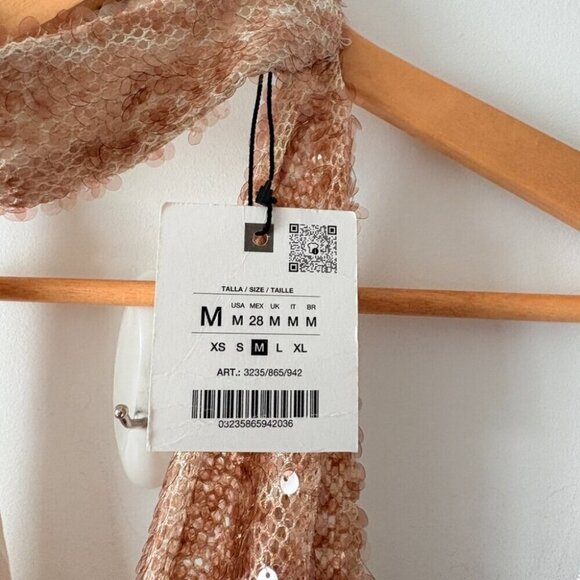 TALLA / SIZE / TAILLE
USA MEX UK IT BR
M M 28 M M M
XS S M L XL
ART.: 3235/865/942
03235865942036